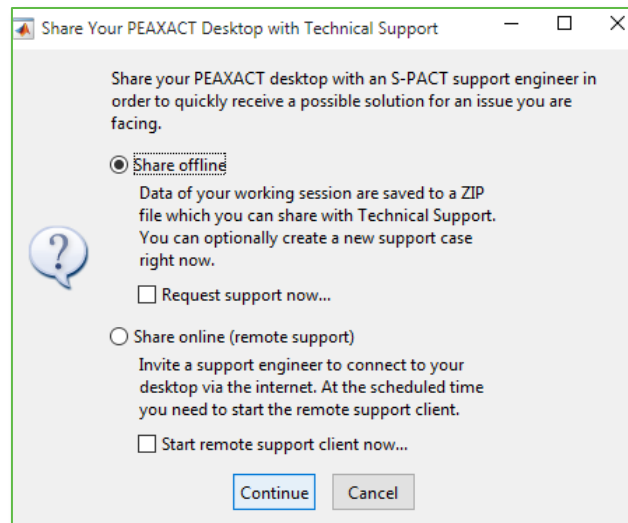 Share Your PEAXACT Desktop with Technical Support
Share your PEAXACT desktop with an S-PACT support engineer in
order to quickly receive a possible solution for an issue you are
facing.
Share offline
Data of your working session are saved to a ZIP
file which you can share with Technical Support.
You can optionally create a new support case
right now.
Request support now...
Share online (remote support)
Invite a support engineer to connect to your
desktop via the internet. At the scheduled time
you need to start the remote support client.
Start remote support client now...
Continue
Cancel